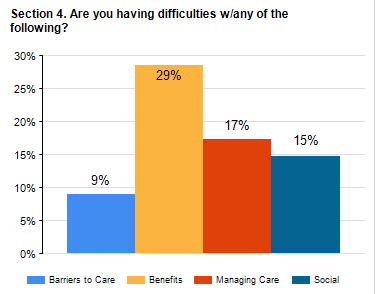 Section 4. Are you having difficulties w/any of the
following?
30%
25%
20%
15%
10%
5%
0%
9%
29%
17%
15%
Barriers to Care
Benefits
Managing Care
Social